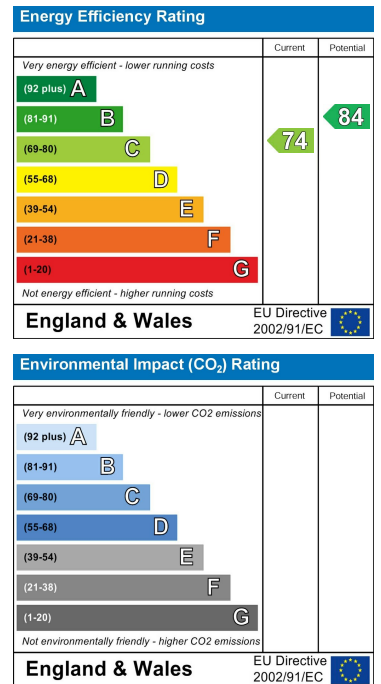 Energy Efficiency Rating
Current Potential
Very energy efficient - lower running costs
(92 plus) A
(81-91) B
(69-80) C
(55-68) D
(39-54) E
(21-38) F
(1-20) G
74
84
Not energy efficient - higher running costs
England & Wales
EU Directive
2002/91/EC
Environmental Impact (CO₂) Rating
Current Potential
Very environmentally friendly - lower CO2 emissions
(92 plus) A
(81-91) B
(69-80) C
(55-68) D
(39-54) E
(21-38) F
(1-20) G
Not environmentally friendly - higher CO2 emissions
England & Wales
EU Directive
2002/91/EC